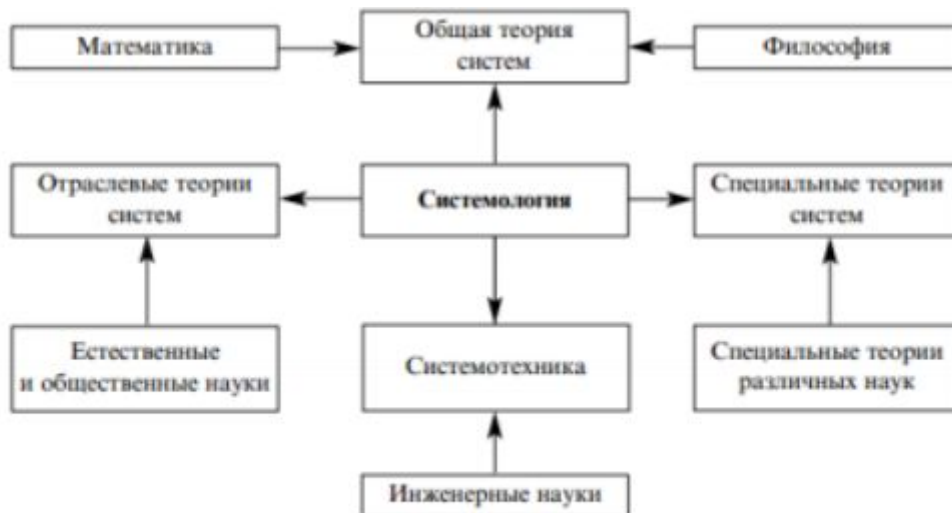 Математика
Общая теория
систем
Философия
Отраслевые теории
систем
Системология
Специальные теории
систем
Естественные
и общественные науки
Системотехника
Специальные теории
различных наук
Инженерные науки